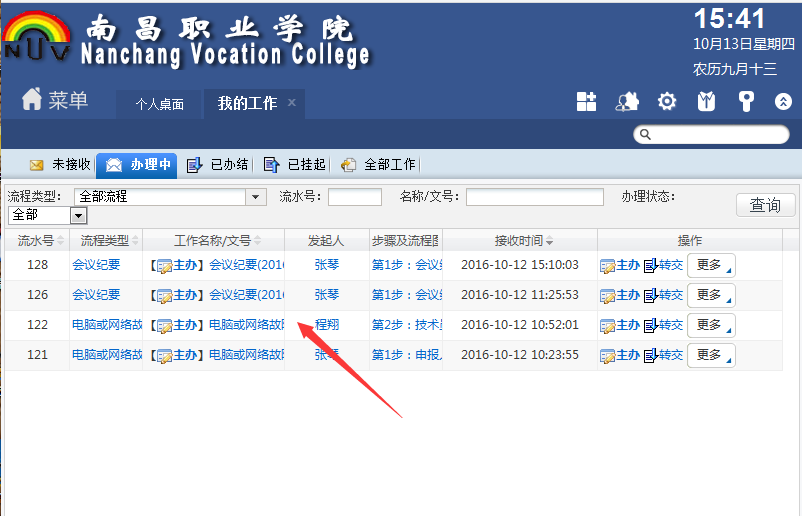 NUV
南昌职业学院
Nanchang Vocation College
15:41
10月13日星期四
农历九月十三
菜单 个人桌面 我的工作 ×
未接收 办理中 已办结 已挂起 全部工作
流程类型: 全部流程 流水号: 名称/文号: 办理状态:
全部 查询
流水号 流程类型 工作名称/文号 发起人 步骤及流程图 接收时间 操作
128 会议纪要 【主办】会议纪要(2016 张琴 第1步:会议 2016-10-12 15:10:03 主办 转交 更多
126 会议纪要 【主办】会议纪要(2016 张琴 第1步:会议 2016-10-12 11:25:53 主办 转交 更多
122 电脑或网络故 【主办】电脑或网络故 程翔 第2步:技术 2016-10-12 10:52:01 主办 转交 更多
121 电脑或网络故 【主办】电脑或网络故 张琴 第1步:申报 2016-10-12 10:23:55 主办 转交 更多